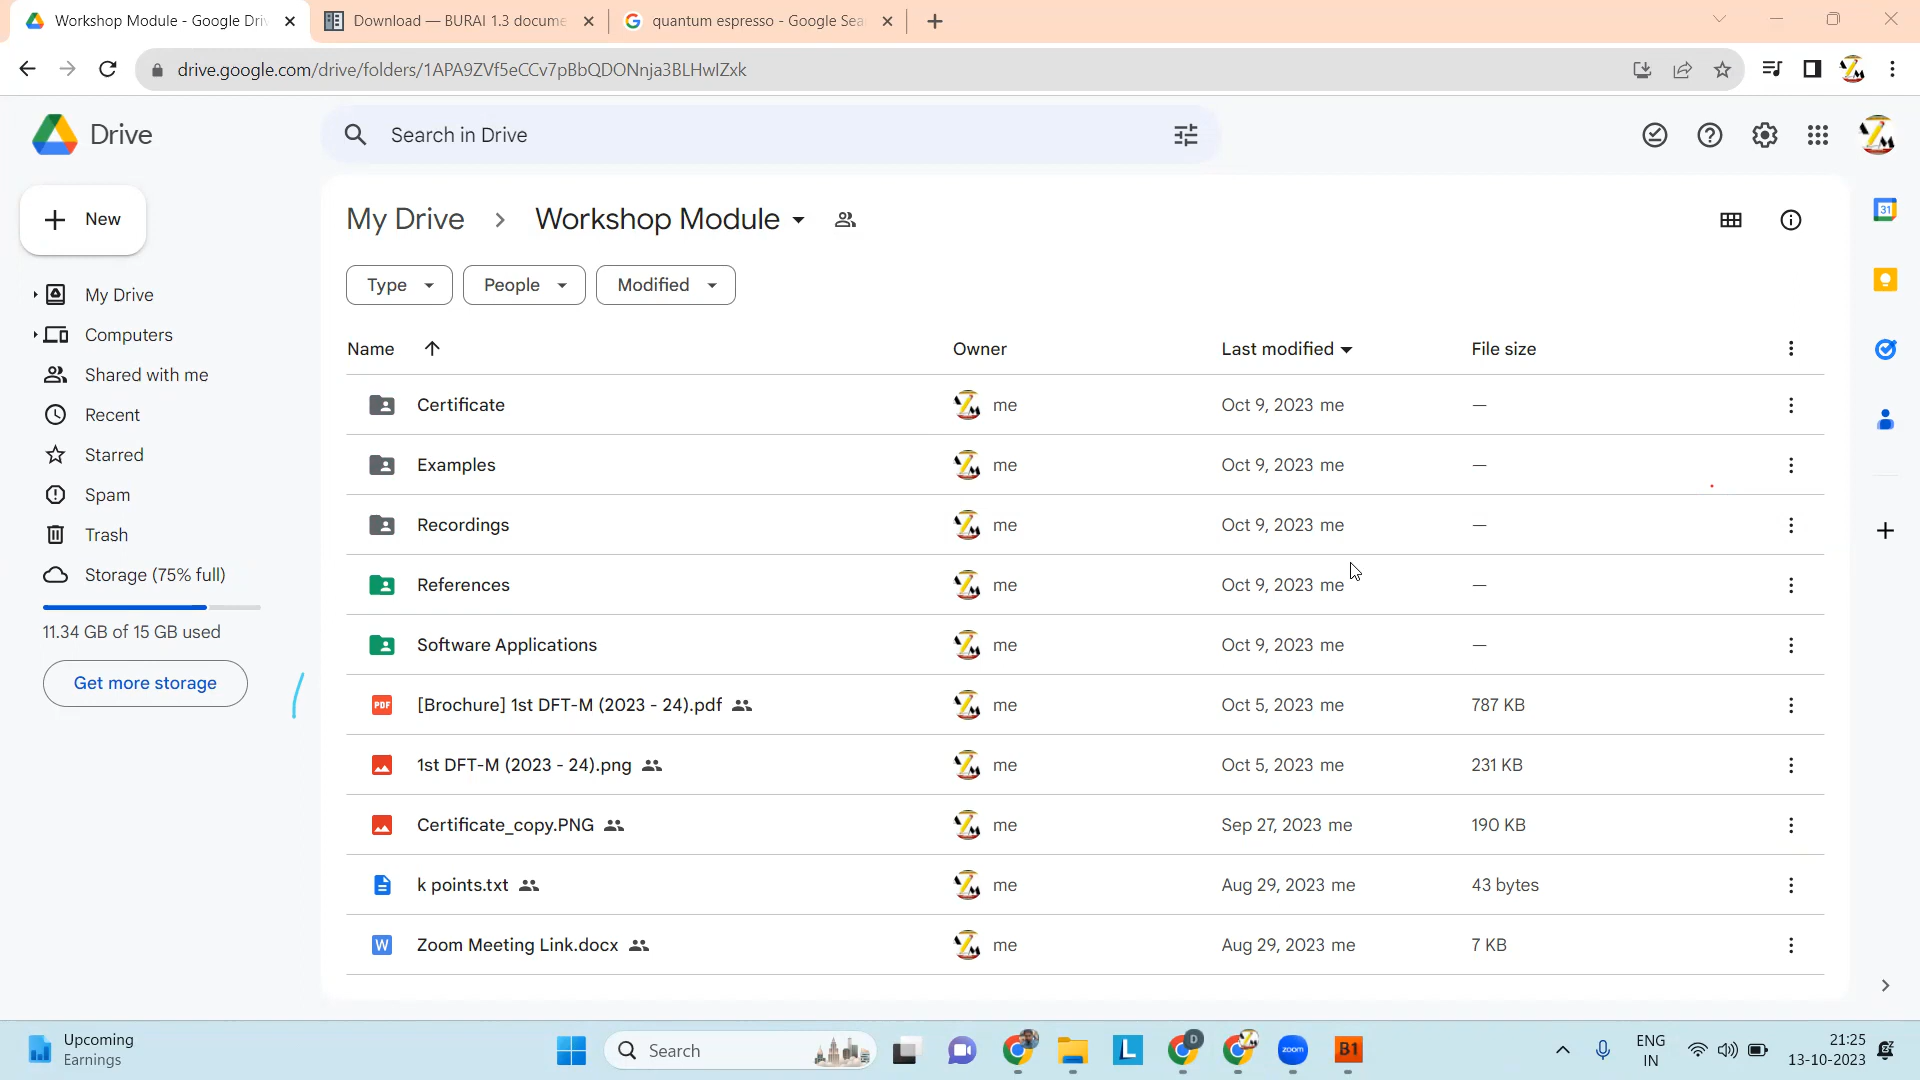 Workshop Module - Google Driv
Download — BURAI 1.3 docume
quantum espresso - Google Sea
drive.google.com/drive/folders/1APA9ZVf5eCCv7pBbQDONnja3BLHwIZxk
Drive
Search in Drive
New
My Drive
Computers
Shared with me
Recent
Starred
Spam
Trash
Storage (75% full)
11.34 GB of 15 GB used
Get more storage
My Drive > Workshop Module
Type People Modified
Name Owner Last modified File size
Certificate me Oct 9, 2023 me —
Examples me Oct 9, 2023 me —
Recordings me Oct 9, 2023 me —
References me Oct 9, 2023 me —
Software Applications me Oct 9, 2023 me —
PDF [Brochure] 1st DFT-M (2023 - 24).pdf me Oct 5, 2023 me 787 KB
1st DFT-M (2023 - 24).png me Oct 5, 2023 me 231 KB
Certificate_copy.PNG me Sep 27, 2023 me 190 KB
k points.txt me Aug 29, 2023 me 43 bytes
W Zoom Meeting Link.docx me Aug 29, 2023 me 7 KB
31
Upcoming
Earnings
Search
L
D
zoom
B1
ENG
IN
21:25
13-10-2023